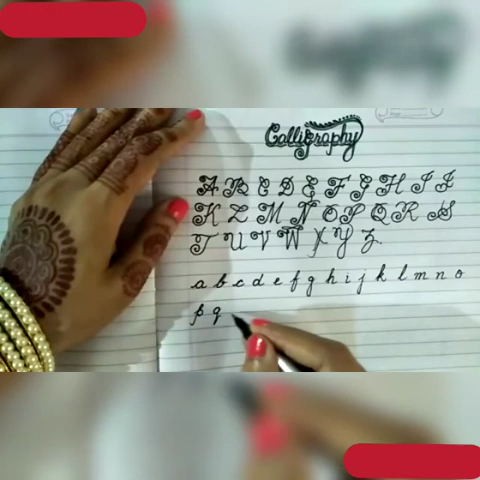 Calligraphy
A B C D E F G H I J
K L M N O P Q R S
T U V W X Y Z
a b c d e f g h i j k l m n o
p q